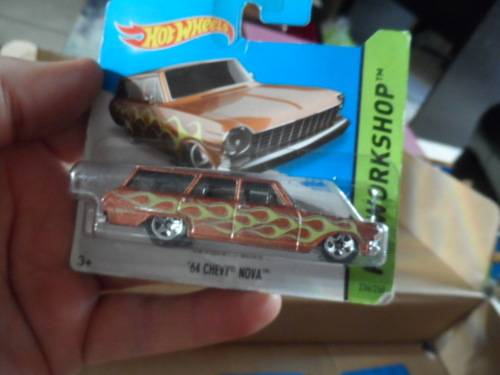 Hot Wheels
WORKSHOP™
'64 CHEVY® NOVA™
3+